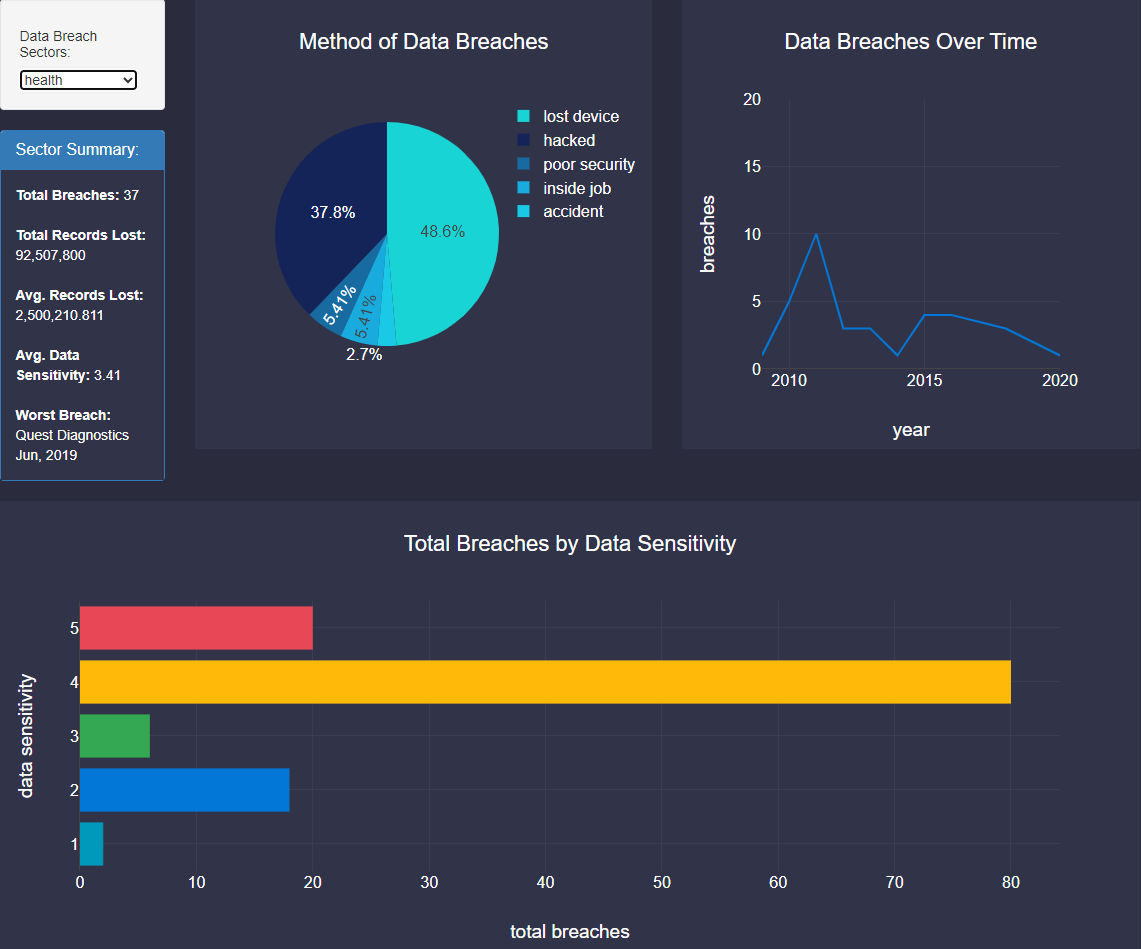 Data Breach
Sectors:
health
Sector Summary:
Total Breaches: 37
Total Records Lost:
92,507,800
Avg. Records Lost:
2,500,210.811
Avg. Data
Sensitivity: 3.41
Worst Breach:
Quest Diagnostics
Jun, 2019
Method of Data Breaches
lost device
hacked
poor security
inside job
accident
37.8%
48.6%
5.41%
5.41%
2.7%
Data Breaches Over Time
20
15
10
5
0
breaches
2010
2015
2020
year
Total Breaches by Data Sensitivity
5
4
3
2
1
data sensitivity
0
10
20
30
40
50
60
70
80
total breaches